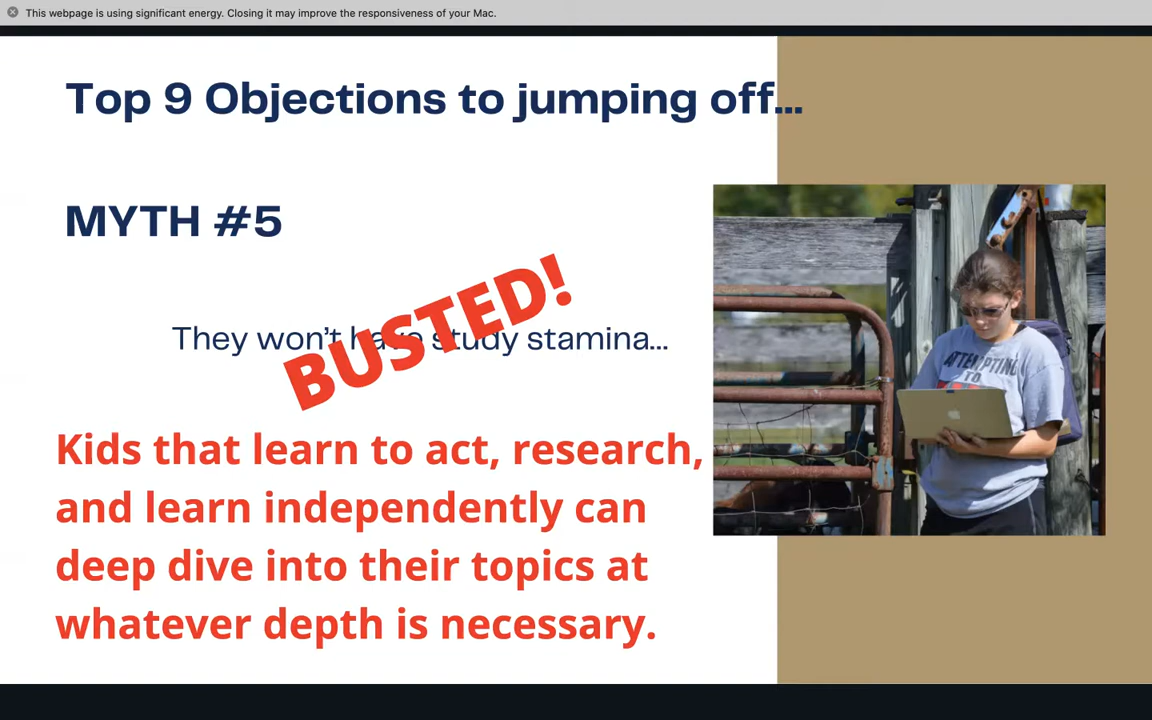 This webpage is using significant energy. Closing it may improve the responsiveness of your Mac.
Top 9 Objections to jumping off...
MYTH #5
They won't have study stamina...
BUSTED!
Kids that learn to act, research,
and learn independently can
deep dive into their topics at
whatever depth is necessary.
ATTEMPTING
TO